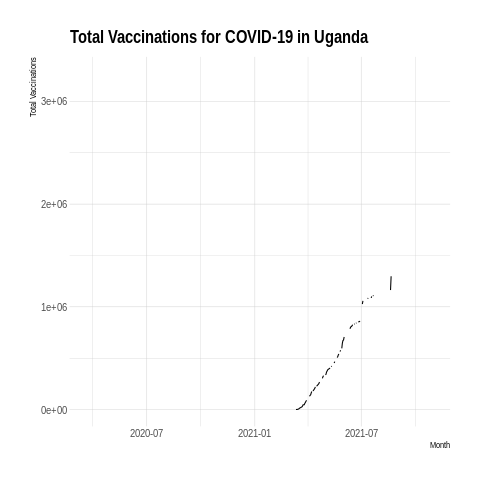 Total Vaccinations for COVID-19 in Uganda
Total Vaccinations
3e+06
2e+06
1e+06
0e+00
2020-07 2021-01 2021-07
Month